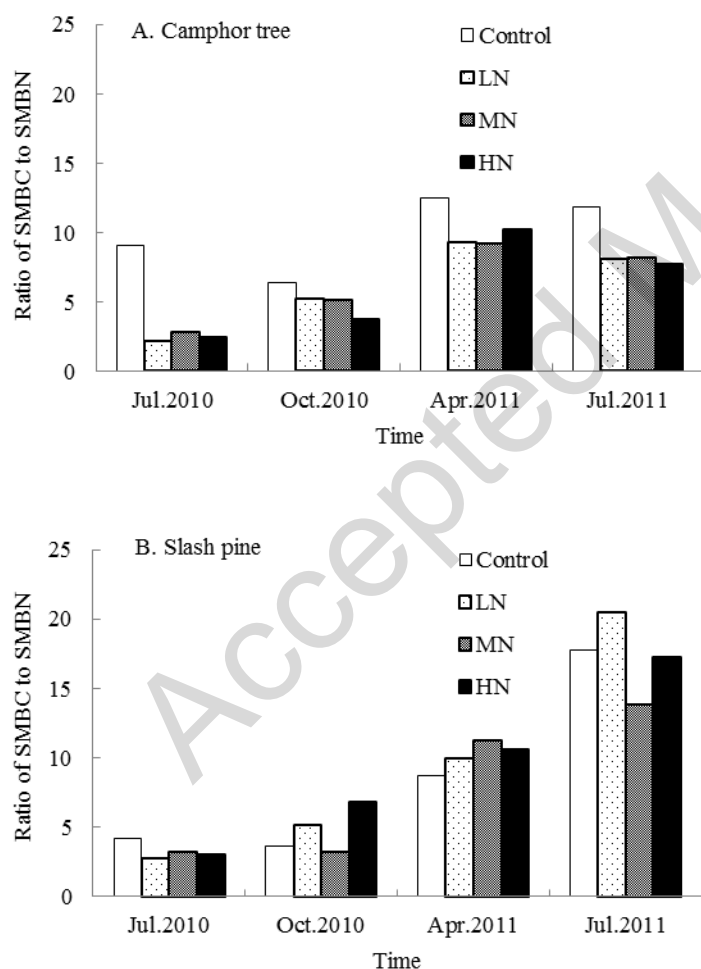 A. Camphor tree
Control
LN
MN
HN
Ratio of SMBC to SMBN
25
20
15
10
5
0
Jul.2010 Oct.2010 Apr.2011 Jul.2011
Time
B. Slash pine
Control
LN
MN
HN
Ratio of SMBC to SMBN
25
20
15
10
5
0
Jul.2010 Oct.2010 Apr.2011 Jul.2011
Time
Accepted M